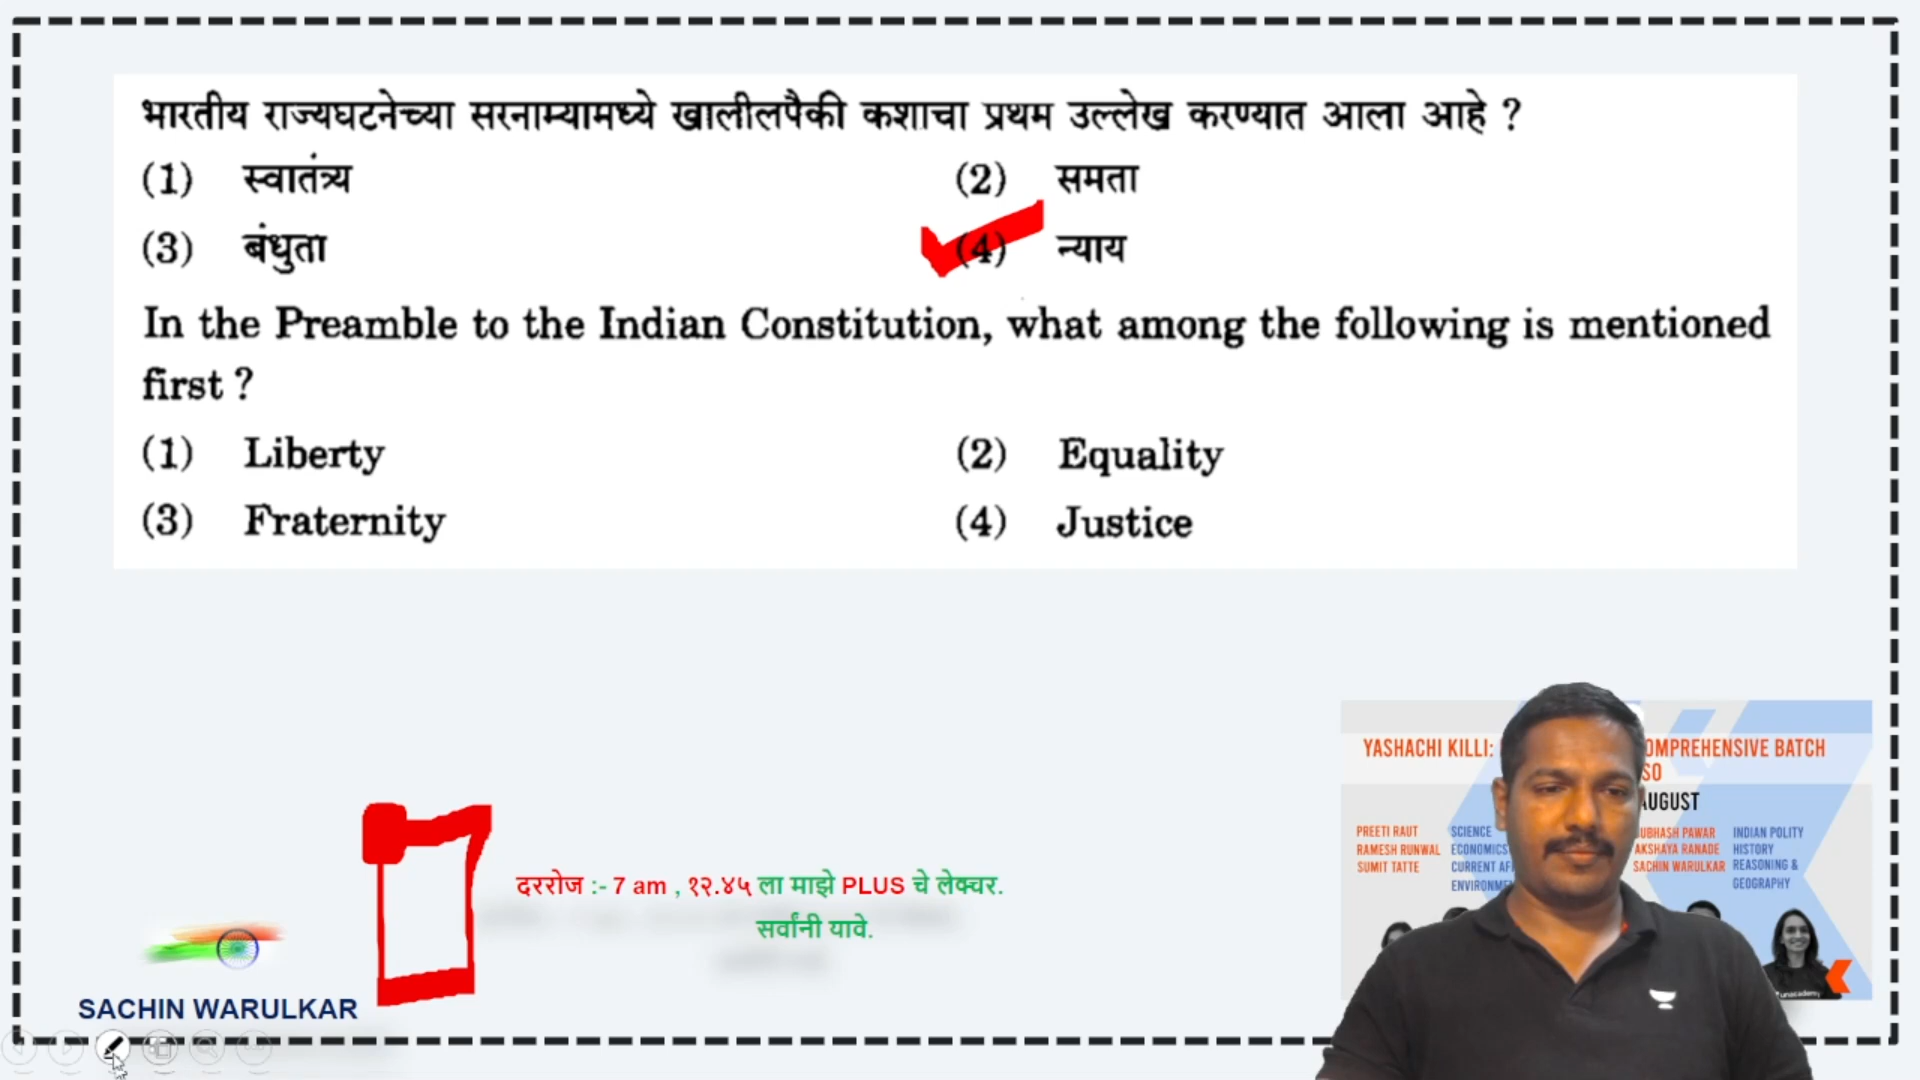 भारतीय राज्यघटनेच्या सरनाम्यामध्ये खालीलपैकी कशाचा प्रथम उल्लेख करण्यात आला आहे ?
(1) स्वातंत्र्य (2) समता
(3) बंधुता (4) न्याय
In the Preamble to the Indian Constitution, what among the following is mentioned
first ?
(1) Liberty (2) Equality
(3) Fraternity (4) Justice
दररोज :- 7 am , १२.४५ ला माझे PLUS चे लेक्चर.
सर्वांनी यावे.
SACHIN WARULKAR
YASHACHI KILLI: OMPREHENSIVE BATCH
SO
AUGUST
PREETI RAUT SCIENCE UBHASH PAWAR INDIAN POLITY
RAMESH RUNWAL ECONOMICS AKSHAYA RANADE HISTORY
SUMIT TATTE CURRENT AF SACHIN WARULKAR REASONING &
ENVIRONME GEOGRAPHY
unacademy